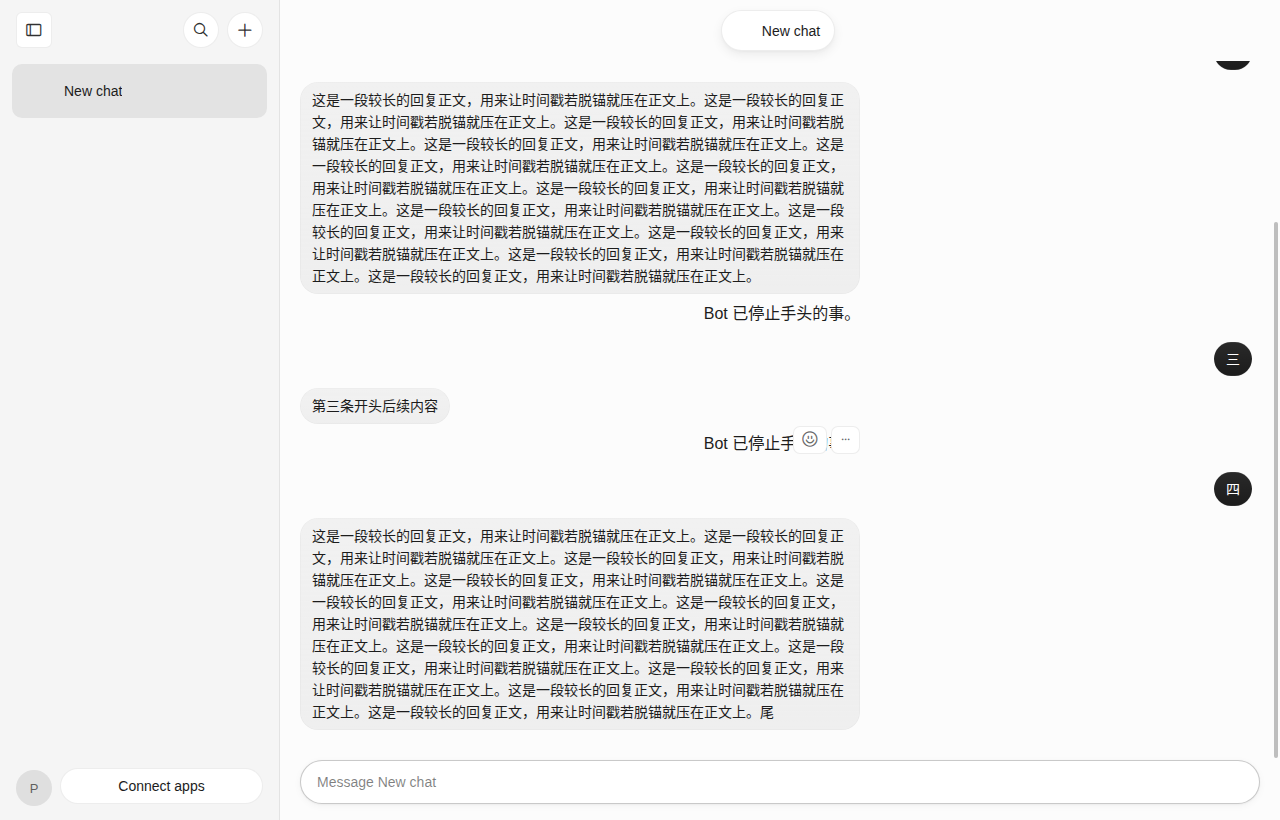 New chat
New chat
这是一段较长的回复正文，用来让时间戳若脱锚就压在正文上。这是一段较长的回复正
文，用来让时间戳若脱锚就压在正文上。这是一段较长的回复正文，用来让时间戳若脱
锚就压在正文上。这是一段较长的回复正文，用来让时间戳若脱锚就压在正文上。这是
一段较长的回复正文，用来让时间戳若脱锚就压在正文上。这是一段较长的回复正文，
用来让时间戳若脱锚就压在正文上。这是一段较长的回复正文，用来让时间戳若脱锚就
压在正文上。这是一段较长的回复正文，用来让时间戳若脱锚就压在正文上。这是一段
较长的回复正文，用来让时间戳若脱锚就压在正文上。这是一段较长的回复正文，用来
让时间戳若脱锚就压在正文上。这是一段较长的回复正文，用来让时间戳若脱锚就压在
正文上。这是一段较长的回复正文，用来让时间戳若脱锚就压在正文上。
Bot 已停止手头的事。
三
第三条开头后续内容
Bot 已停止手
四
这是一段较长的回复正文，用来让时间戳若脱锚就压在正文上。这是一段较长的回复正
文，用来让时间戳若脱锚就压在正文上。这是一段较长的回复正文，用来让时间戳若脱
锚就压在正文上。这是一段较长的回复正文，用来让时间戳若脱锚就压在正文上。这是
一段较长的回复正文，用来让时间戳若脱锚就压在正文上。这是一段较长的回复正文，
用来让时间戳若脱锚就压在正文上。这是一段较长的回复正文，用来让时间戳若脱锚就
压在正文上。这是一段较长的回复正文，用来让时间戳若脱锚就压在正文上。这是一段
较长的回复正文，用来让时间戳若脱锚就压在正文上。这是一段较长的回复正文，用来
让时间戳若脱锚就压在正文上。这是一段较长的回复正文，用来让时间戳若脱锚就压在
正文上。这是一段较长的回复正文，用来让时间戳若脱锚就压在正文上。尾
P
Connect apps
Message New chat